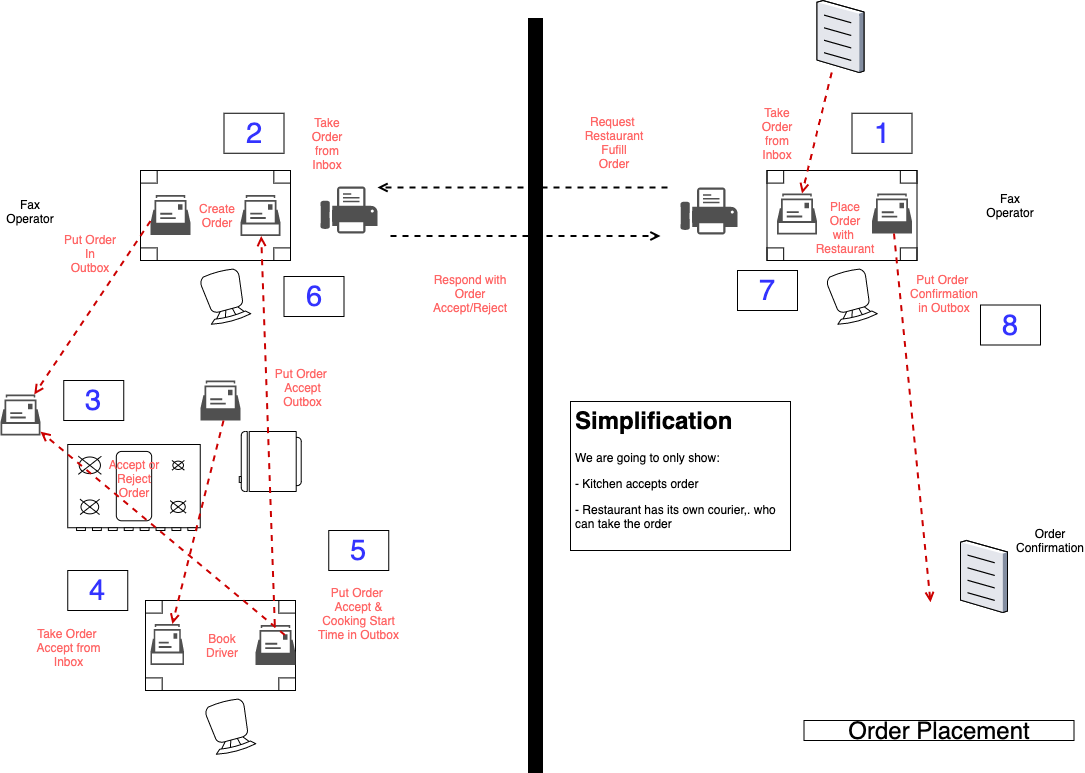 2
Take
Order
from
Inbox
Fax
Operator
Create
Order
Put Order
In
Outbox
6
Respond with
Order
Accept/Reject
Request
Restaurant
Fufill
Order
Take
Order
from
Inbox
1
Fax
Operator
Place
Order
with
Restaurant
7
Put Order
Confirmation
in Outbox
8
3
Put Order
Accept
Outbox
Accept or
Reject
Order
Simplification
We are going to only show:
- Kitchen accepts order
- Restaurant has its own courier,. who
can take the order
5
4
Put Order
Accept &
Cooking Start
Time in Outbox
Take Order
Accept from
Inbox
Book
Driver
Order
Confirmation
Order Placement